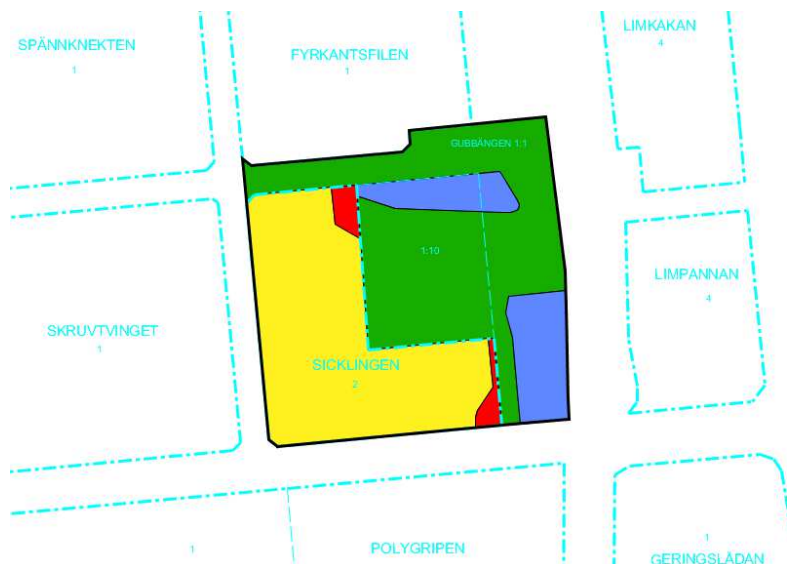 SPÄNNKNEKTEN
1
FYRKANTSFILEN
1
LIMKAKAN
4
GUBBÄNGEN 1:1
1:10
LIMPANNAN
4
SKRUVTVINGET
1
SICKLINGEN
2
1
POLYGRIPEN
1
GERINGSLÅDAN